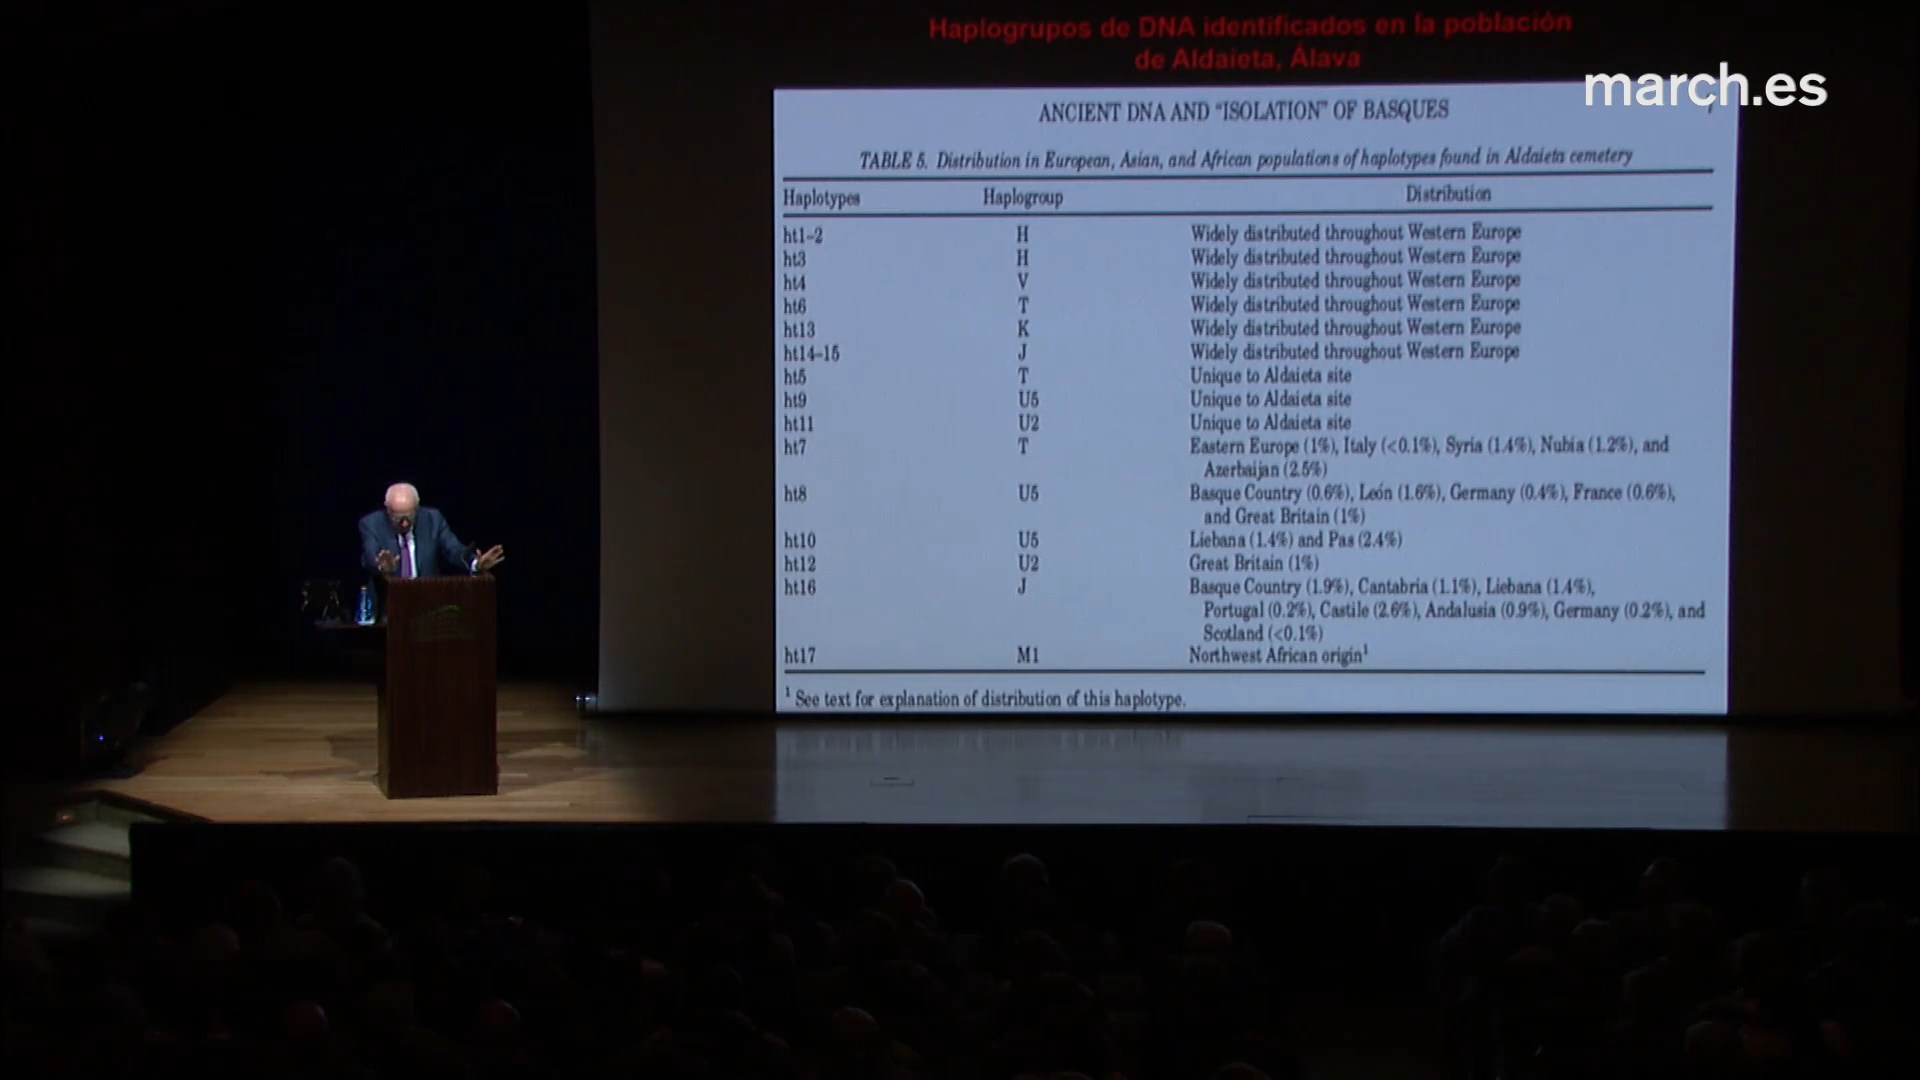 Haplogrupos de DNA identificados en la población
de Aldaieta, Álava
march.es
ANCIENT DNA AND “ISOLATION” OF BASQUES
TABLE 5. Distribution in European, Asian, and African populations of haplotypes found in Aldaieta cemetery
Haplotypes Haplogroup Distribution
ht1–2 H Widely distributed throughout Western Europe
ht3 H Widely distributed throughout Western Europe
ht4 V Widely distributed throughout Western Europe
ht6 T Widely distributed throughout Western Europe
ht13 K Widely distributed throughout Western Europe
ht14–15 J Widely distributed throughout Western Europe
ht5 T Unique to Aldaieta site
ht9 U5 Unique to Aldaieta site
ht11 U2 Unique to Aldaieta site
ht7 T Eastern Europe (1%), Italy (<0.1%), Syria (1.4%), Nubia (1.2%), and
Azerbaijan (2.5%)
ht8 U5 Basque Country (0.6%), León (1.6%), Germany (0.4%), France (0.6%),
and Great Britain (1%)
ht10 U5 Liebana (1.4%) and Pas (2.4%)
ht12 U2 Great Britain (1%)
ht16 J Basque Country (1.9%), Cantabria (1.1%), Liebana (1.4%),
Portugal (0.2%), Castile (2.6%), Andalusia (0.9%), Germany (0.2%), and
Scotland (<0.1%)
ht17 M1 Northwest African origin¹
¹ See text for explanation of distribution of this haplotype.